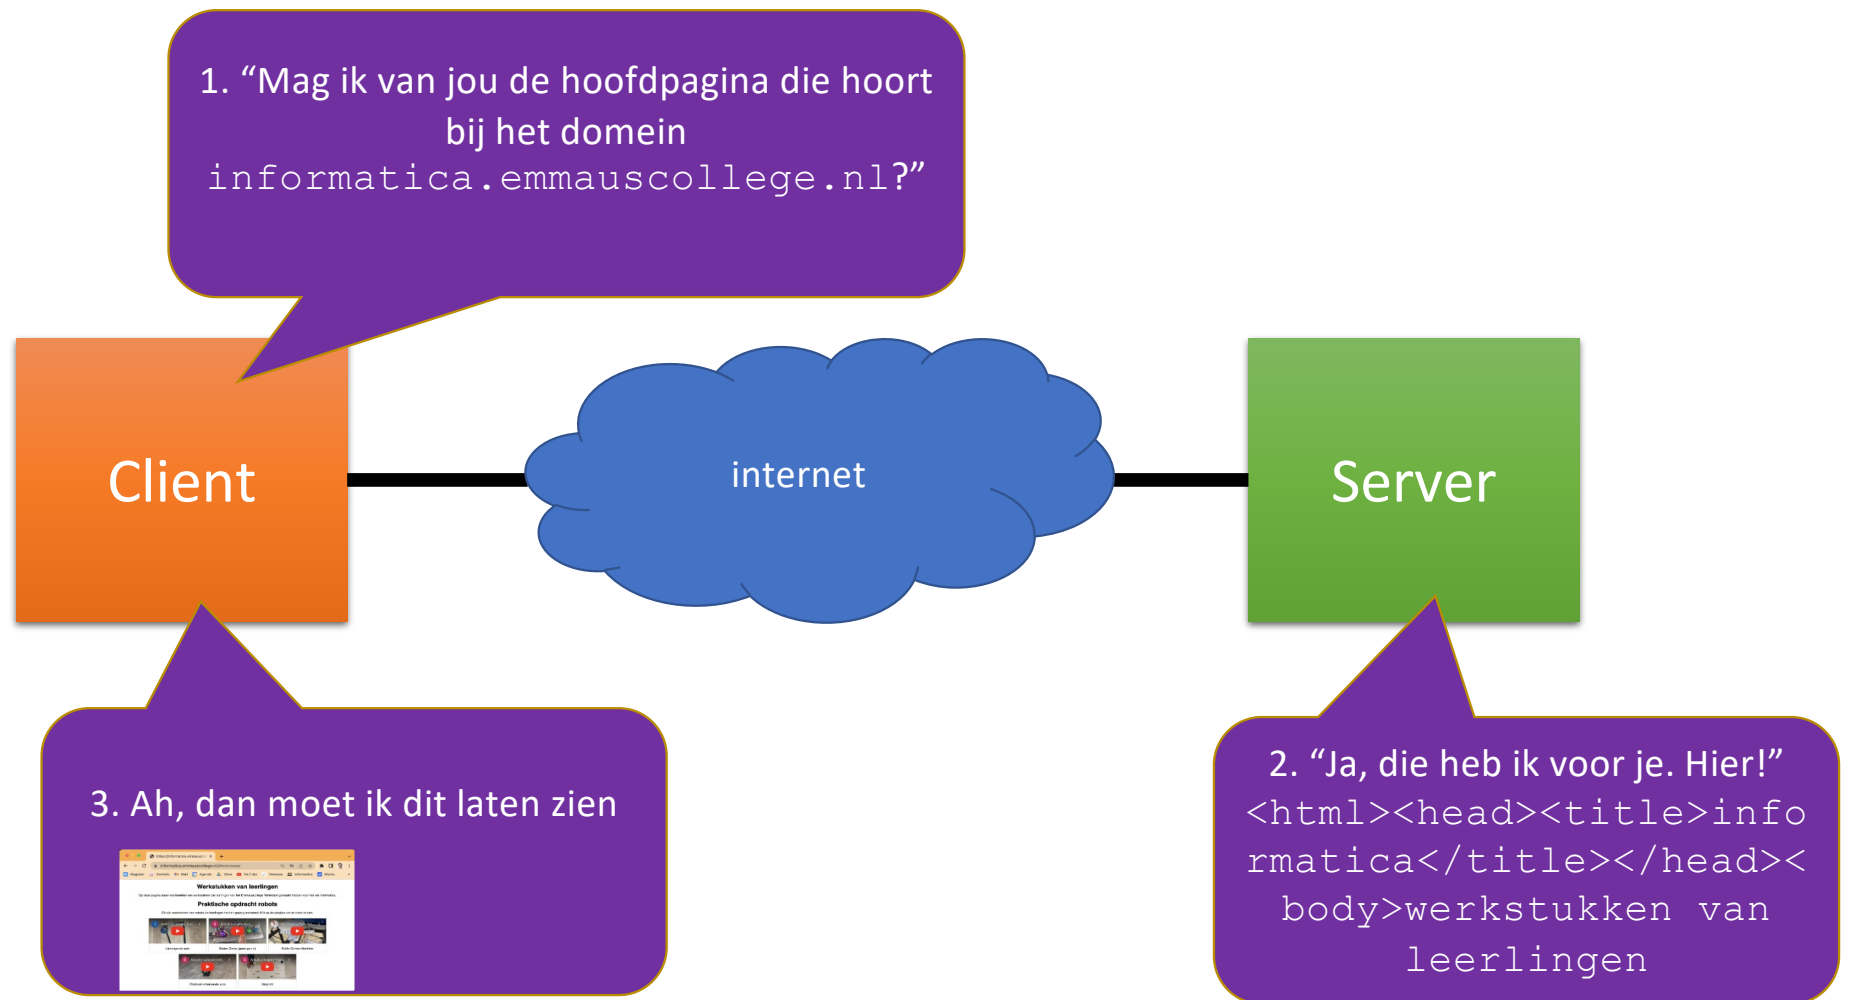 1. “Mag ik van jou de hoofdpagina die hoort
bij het domein
informatica.emmauscollege.nl?”
Client
internet
Server
3. Ah, dan moet ik dit laten zien
Werkstukken van leerlingen
Praktische opdracht robots
2. “Ja, die heb ik voor je. Hier!”
<html><head><title>info
rmatica</title></head><
body>werkstukken van
leerlingen